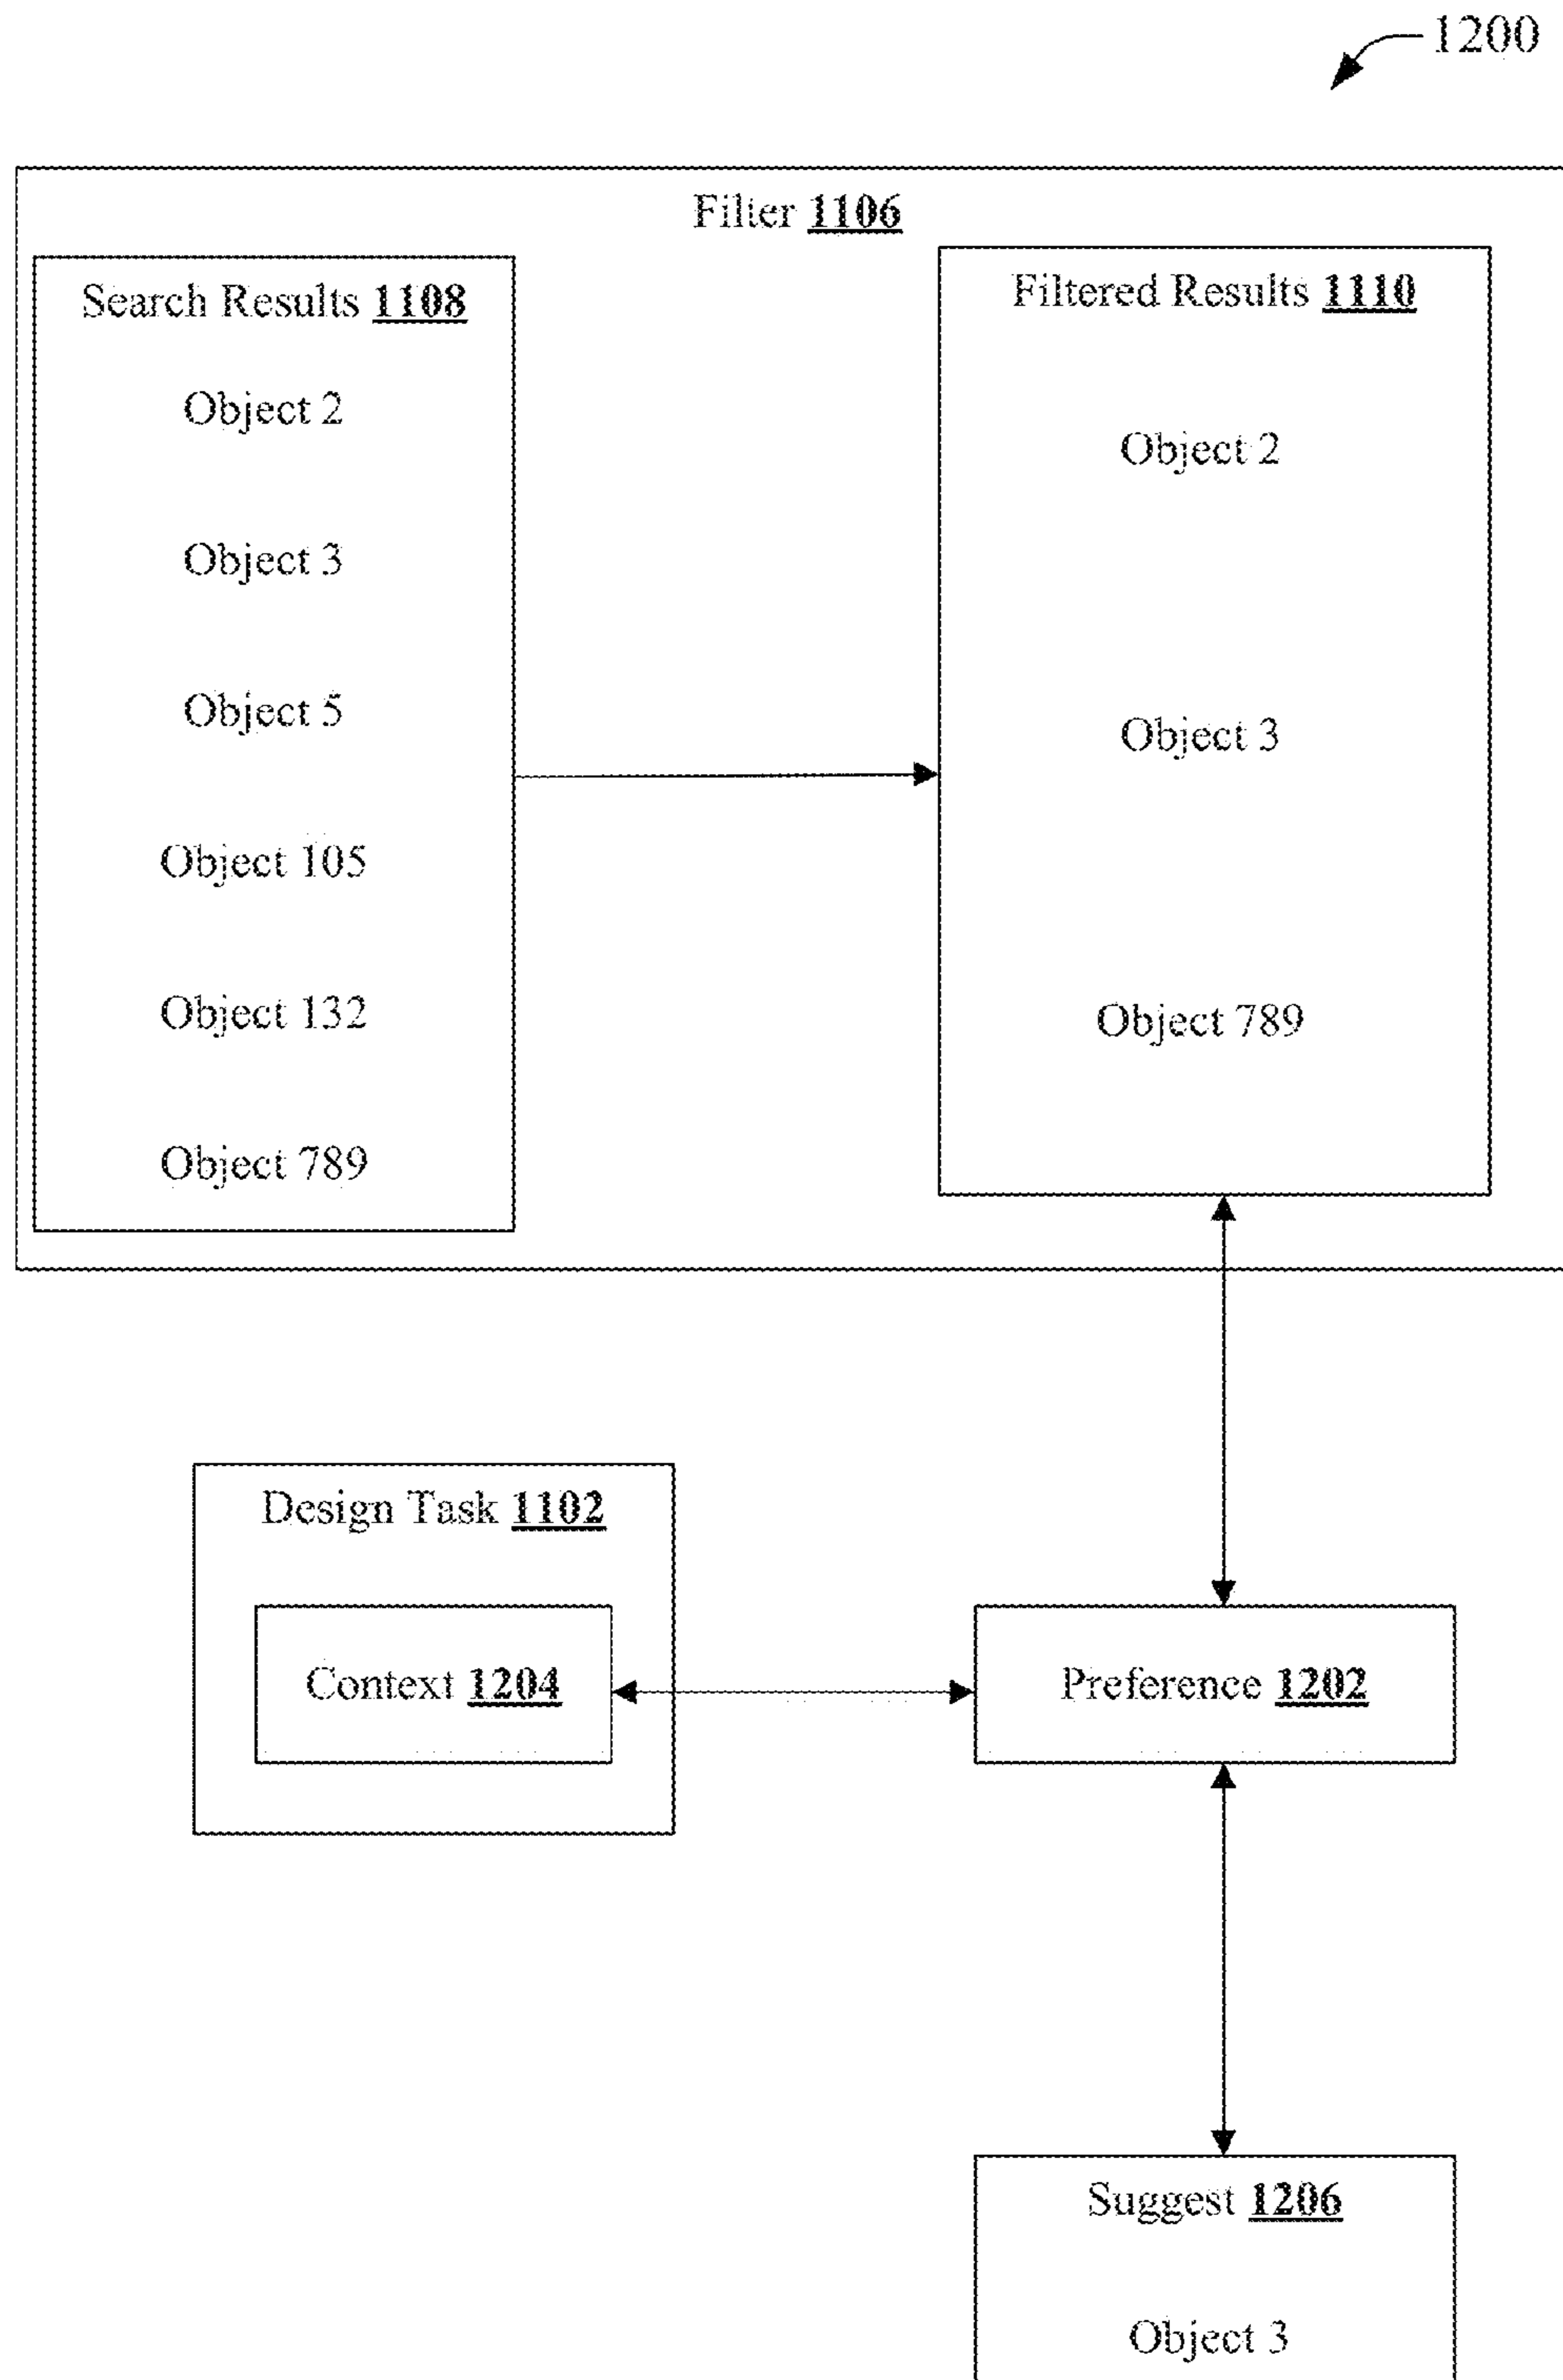 1200
Filter 1106
Search Results 1108
Object 2
Object 3
Object 5
Object 105
Object 132
Object 789
Filtered Results 1110
Object 2
Object 3
Object 789
Design Task 1102
Context 1204
Preference 1202
Suggest 1206
Object 3